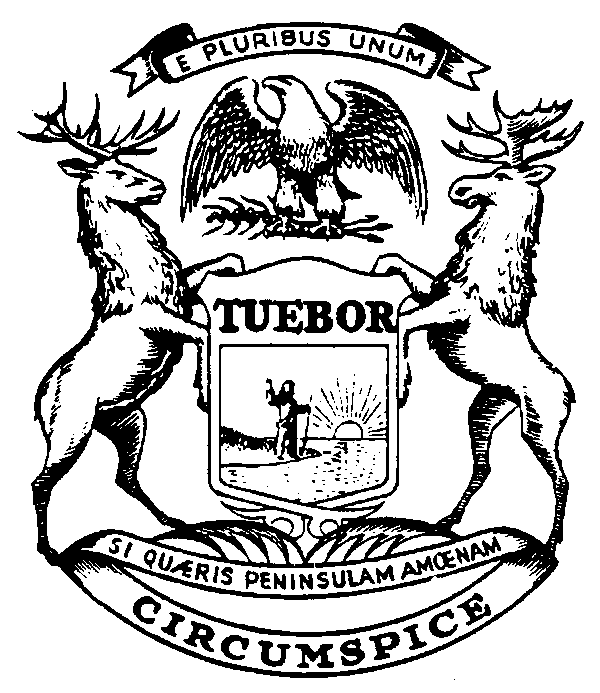 E PLURIBUS UNUM
TUEBOR
SI QUÆRIS PENINSULAM AMŒNAM
CIRCUMSPICE